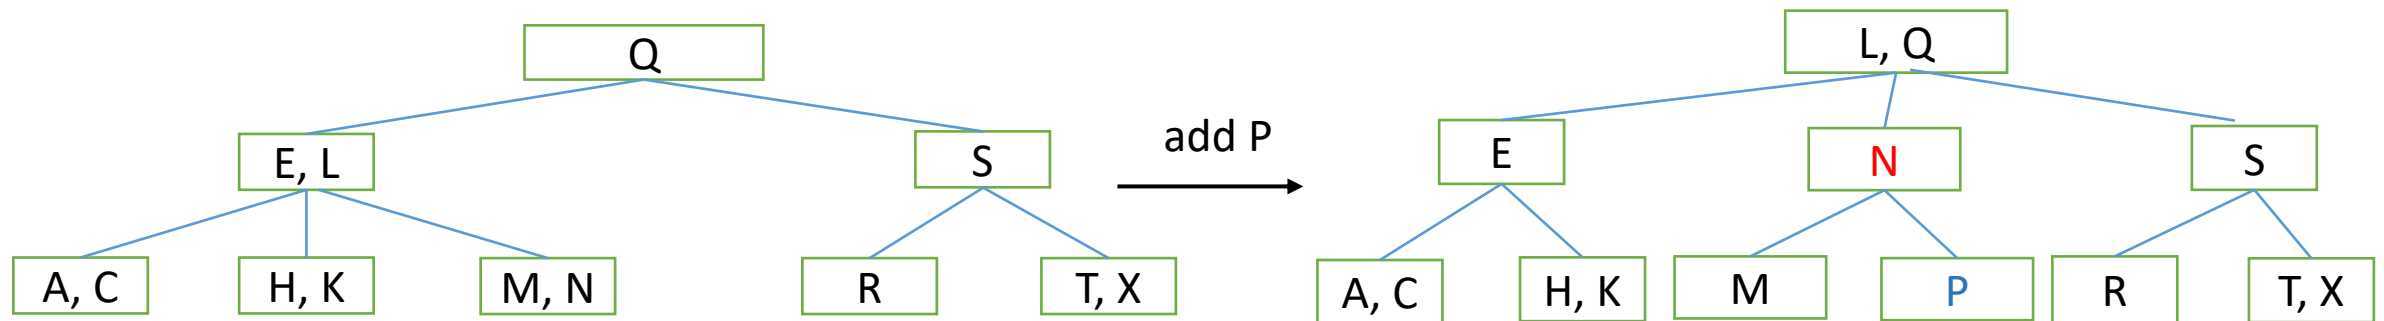 Q
E, L
S
A, C
H, K
M, N
R
T, X
add P
L, Q
E
N
S
A, C
H, K
M
P
R
T, X